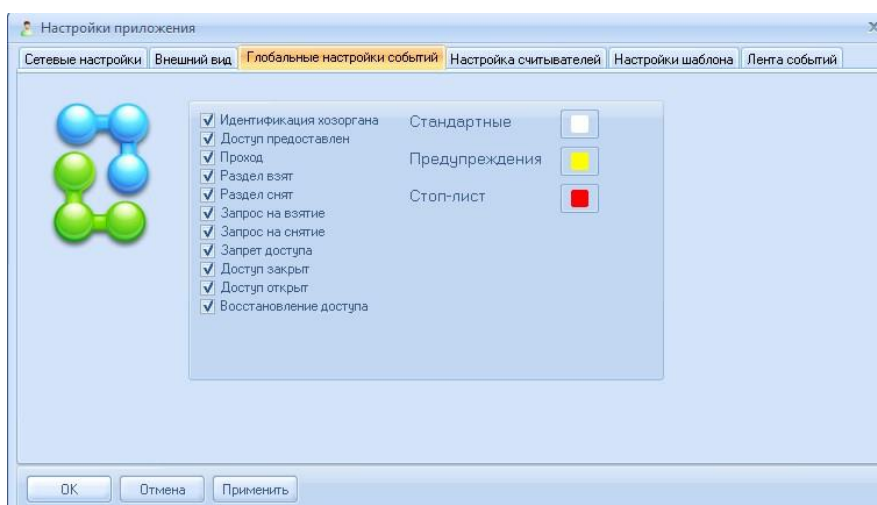 Настройки приложения
Сетевые настройки Внешний вид Глобальные настройки событий Настройка считывателей Настройки шаблона Лента событий
Идентификация хозоргана
Доступ предоставлен
Проход
Раздел взят
Раздел снят
Запрос на взятие
Запрос на снятие
Запрет доступа
Доступ закрыт
Доступ открыт
Восстановление доступа
Стандартные
Предупреждения
Стоп-лист
OK Отмена Применить